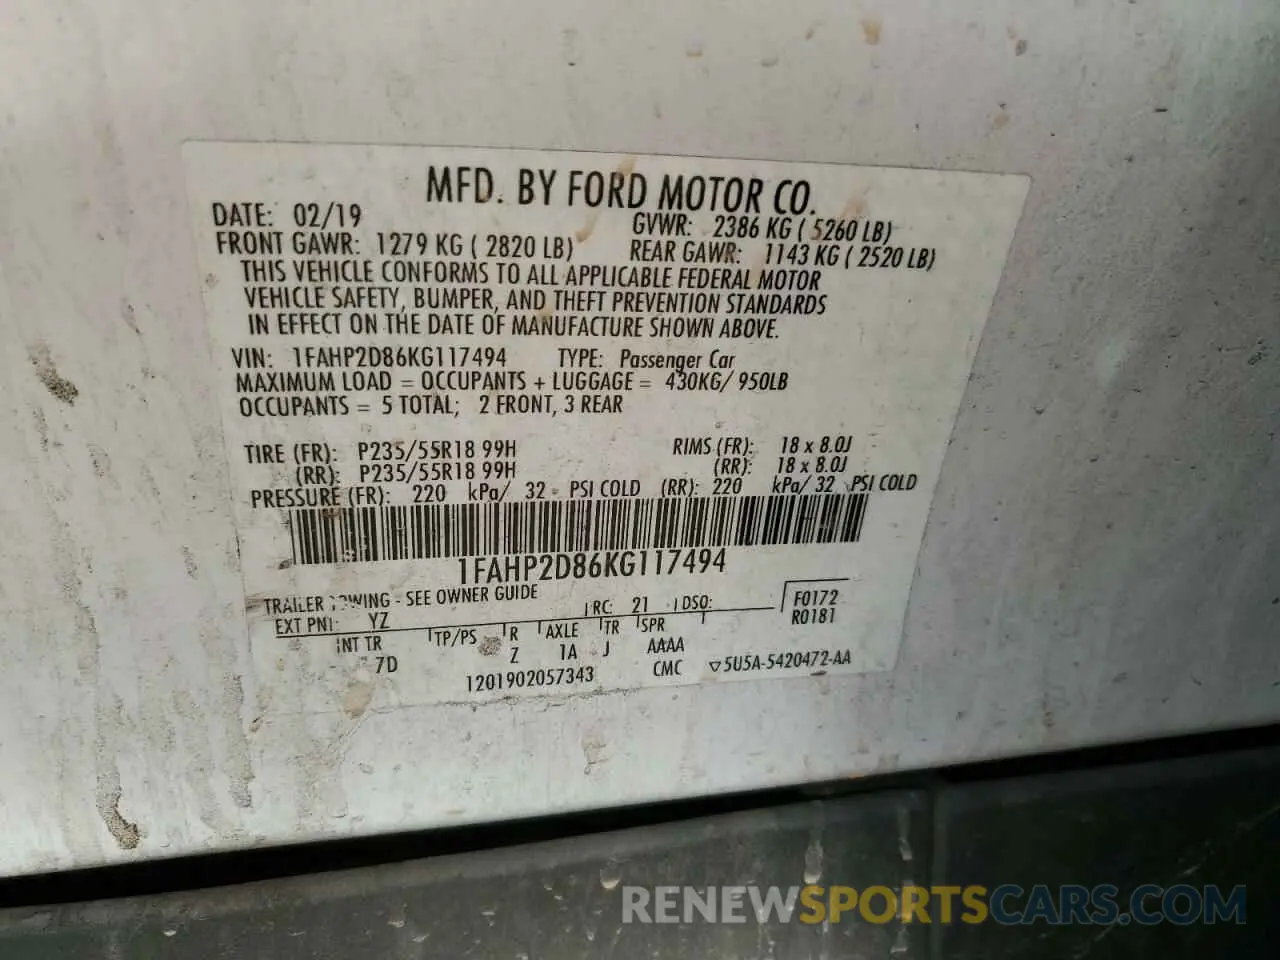 MFD. BY FORD MOTOR CO.
DATE: 02/19 GVWR: 2386 KG ( 5260 LB)
FRONT GAWR: 1279 KG ( 2820 LB) REAR GAWR: 1143 KG ( 2520 LB)
THIS VEHICLE CONFORMS TO ALL APPLICABLE FEDERAL MOTOR
VEHICLE SAFETY, BUMPER, AND THEFT PREVENTION STANDARDS
IN EFFECT ON THE DATE OF MANUFACTURE SHOWN ABOVE.
VIN: 1FAHP2D86KG117494 TYPE: Passenger Car
MAXIMUM LOAD = OCCUPANTS + LUGGAGE = 430KG/ 950LB
OCCUPANTS = 5 TOTAL; 2 FRONT, 3 REAR
TIRE (FR): P235/55R18 99H RIMS (FR): 18 x 8.0J
(RR): P235/55R18 99H (RR): 18 x 8.0J
PRESSURE (FR): 220 kPa/ 32 PSI COLD (RR): 220 kPa/ 32 PSI COLD
1FAHP2D86KG117494
TRAILER TOWING - SEE OWNER GUIDE
EXT PNT: YZ RC: 21 DSO: F0172
R0181
INT TR TP/PS R AXLE TR SPR
7D Z 1A J AAAA
1201902057343 CMC ▽5U5A-5420472-AA
RENEWSPORTSCARS.COM